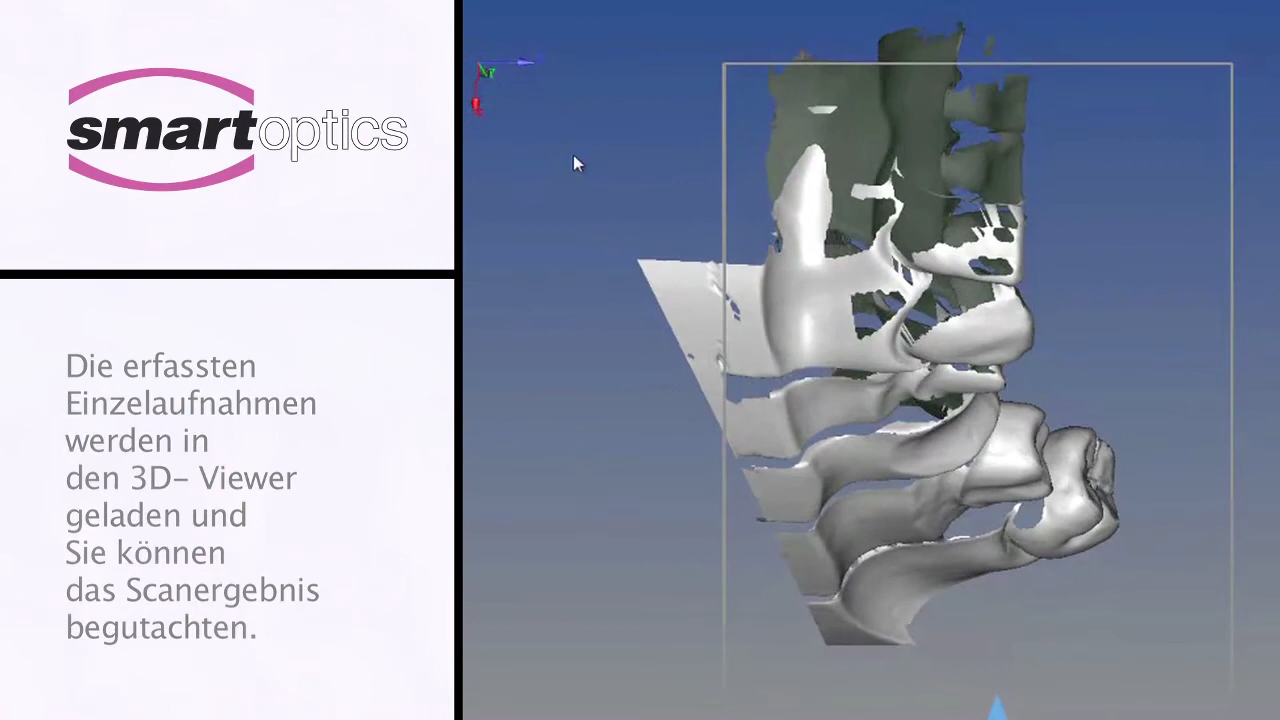 smartoptics
Die erfassten
Einzelaufnahmen
werden in
den 3D- Viewer
geladen und
Sie können
das Scanergebnis
begutachten.